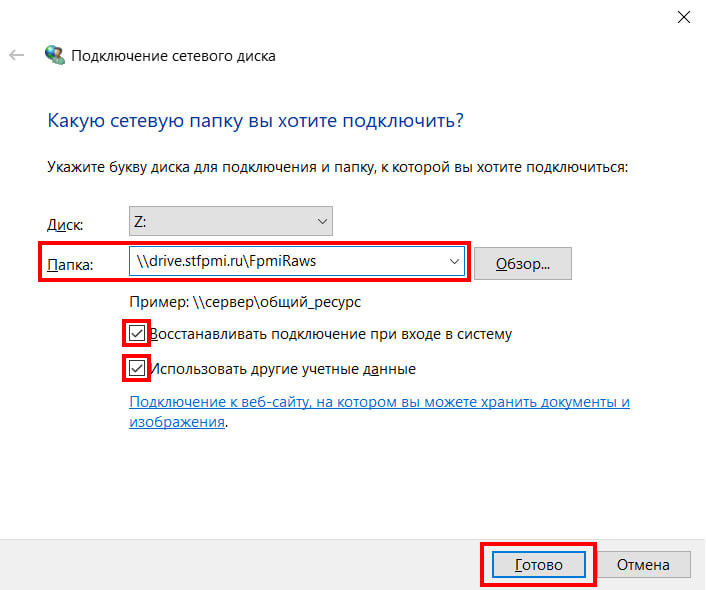 Подключение сетевого диска
Какую сетевую папку вы хотите подключить?
Укажите букву диска для подключения и папку, к которой вы хотите подключиться:
Диск: Z:
Папка: \\drive.stfpmi.ru\FpmiRaws Обзор...
Пример: \\сервер\общий_ресурс
Восстанавливать подключение при входе в систему
Использовать другие учетные данные
Подключение к веб-сайту, на котором вы можете хранить документы и
изображения.
Готово Отмена